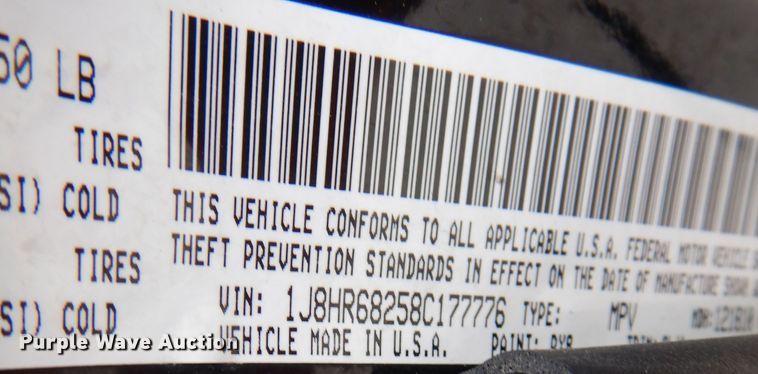 50 LB
TIRES
SI) COLD
TIRES
SI) COLD
THIS VEHICLE CONFORMS TO ALL APPLICABLE U.S.A. FEDERAL MOTOR VEHICLE
THEFT PREVENTION STANDARDS IN EFFECT ON THE DATE OF MANUFACTURE SHOWN
VIN: 1J8HR68258C177776 TYPE: MPV MDH:
VEHICLE MADE IN U.S.A. PAINT:
Purple Wave Auction